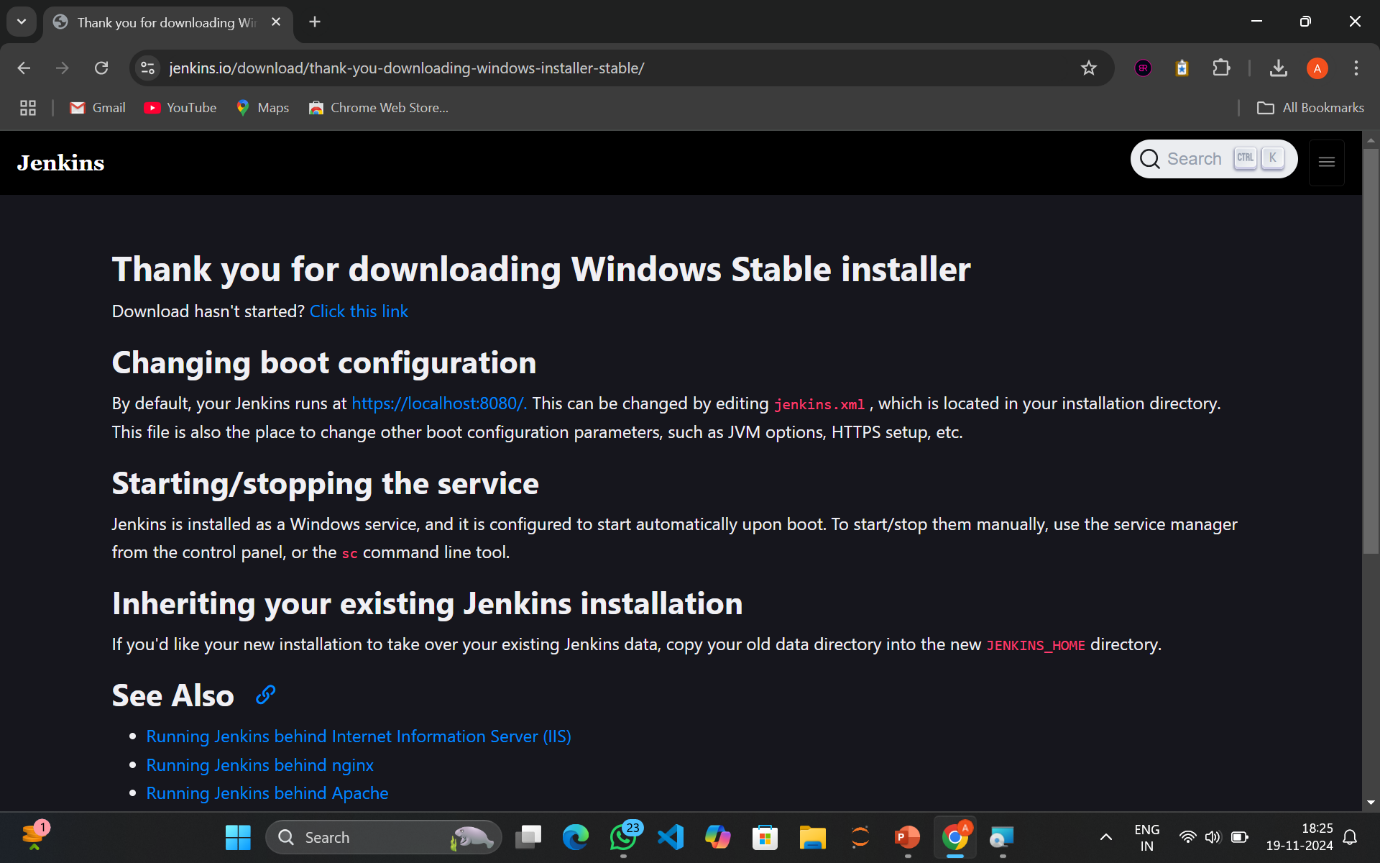 Thank you for downloading Wi
jenkins.io/download/thank-you-downloading-windows-installer-stable/
GR
A
Gmail
YouTube
Maps
Chrome Web Store...
All Bookmarks
Jenkins
Search CTRL K
Thank you for downloading Windows Stable installer
Download hasn't started? Click this link
Changing boot configuration
By default, your Jenkins runs at https://localhost:8080/. This can be changed by editing jenkins.xml , which is located in your installation directory.
This file is also the place to change other boot configuration parameters, such as JVM options, HTTPS setup, etc.
Starting/stopping the service
Jenkins is installed as a Windows service, and it is configured to start automatically upon boot. To start/stop them manually, use the service manager
from the control panel, or the sc command line tool.
Inheriting your existing Jenkins installation
If you'd like your new installation to take over your existing Jenkins data, copy your old data directory into the new JENKINS_HOME directory.
See Also
Running Jenkins behind Internet Information Server (IIS)
Running Jenkins behind nginx
Running Jenkins behind Apache
1
Search
23
P
A
ENG
IN
18:25
19-11-2024